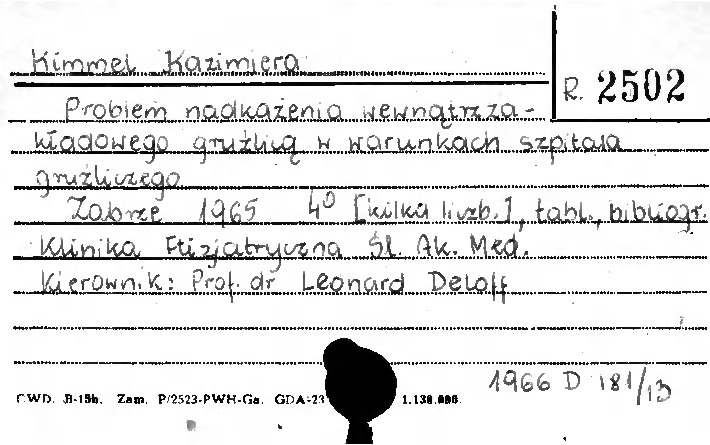 Kimmel Kazimiera
R. 2502
Problem nadkażenia wewnątrzza-
kładowego gruźlicą w warunkach szpitala
gruźliczego
Zabrze 1965 4° [kilka liczb.], tabl., bibliogr.
Klinika Ftizjatryczna Śl. Ak. Med.
Kierownik: Prof. dr Leonard Deloff
1966 D 181/13
CWD. B-15b. Zam. P/2523-PWH-Ga. GDA-23 1.130.000